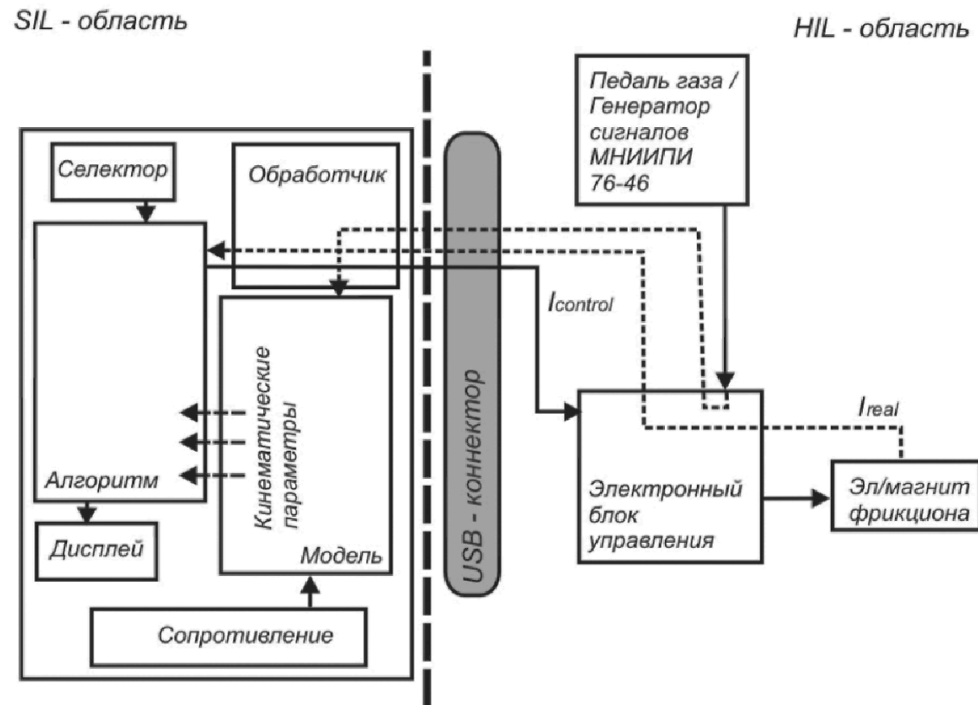 SIL - область
HIL - область
Педаль газа /
Генератор
сигналов
МНИИПИ
76-46
Селектор
Обработчик
Icontrol
Кинематические
параметры
USB - коннектор
Ireal
Алгоритм
Электронный
блок
управления
Эл/магнит
фрикциона
Дисплей
Модель
Сопротивление